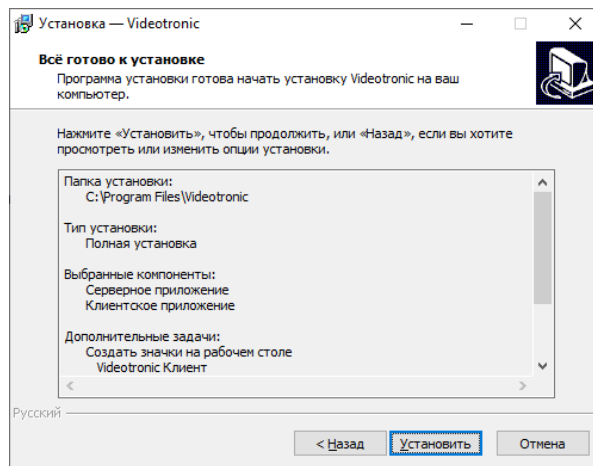 Установка — Videotronic
Всё готово к установке
Программа установки готова начать установку Videotronic на ваш
компьютер.
Нажмите «Установить», чтобы продолжить, или «Назад», если вы хотите
просмотреть или изменить опции установки.
Папка установки:
C:\Program Files\Videotronic
Тип установки:
Полная установка
Выбранные компоненты:
Серверное приложение
Клиентское приложение
Дополнительные задачи:
Создать значки на рабочем столе
Videotronic Клиент
Русский
< Назад
Установить
Отмена